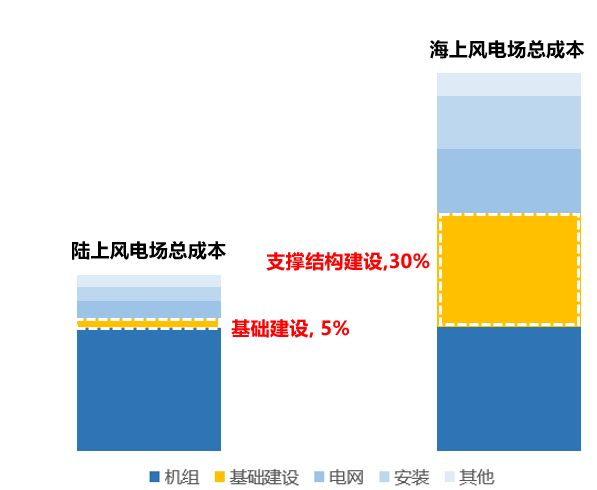 海上风电场总成本
陆上风电场总成本
支撑结构建设,30%
基础建设, 5%
机组 基础建设 电网 安装 其他